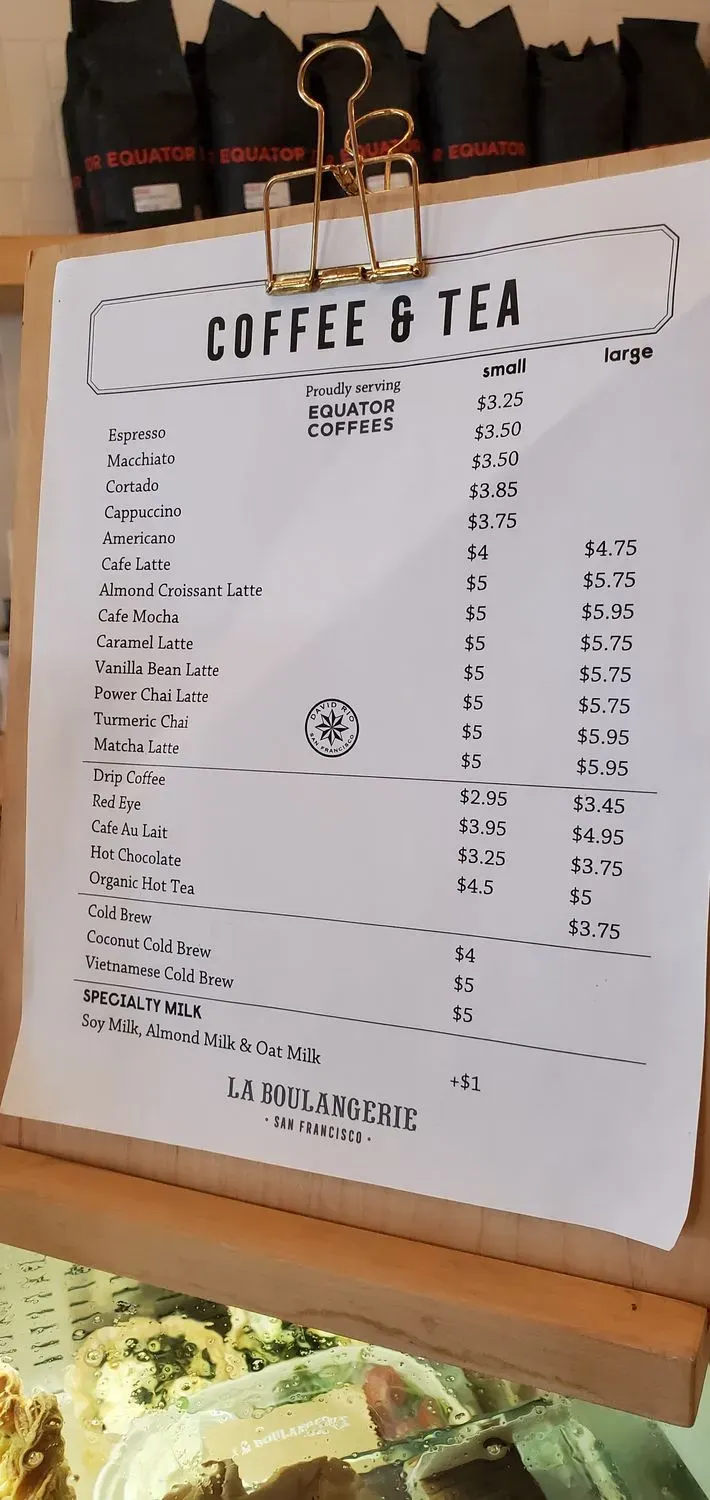 OR EQUATOR
EQUATOR
EQUATOR
R EQUATOR
COFFEE & TEA
small large
Proudly serving
EQUATOR
COFFEES
Espresso $3.25
Macchiato $3.50
Cortado $3.50
Cappuccino $3.85
Americano $3.75
Cafe Latte $4 $4.75
Almond Croissant Latte $5 $5.75
Cafe Mocha $5 $5.95
Caramel Latte $5 $5.75
Vanilla Bean Latte $5 $5.75
Power Chai Latte $5 $5.75
Turmeric Chai $5 $5.95
Matcha Latte $5 $5.95
DAVID RIO
SAN FRANCISCO
Drip Coffee $2.95 $3.45
Red Eye $3.95 $4.95
Cafe Au Lait $3.25 $3.75
Hot Chocolate $4.5 $5
Organic Hot Tea $3.75
Cold Brew $4
Coconut Cold Brew $5
Vietnamese Cold Brew $5
SPECIALTY MILK
Soy Milk, Almond Milk & Oat Milk +$1
LA BOULANGERIE
· SAN FRANCISCO ·
LA BOULANGERIE